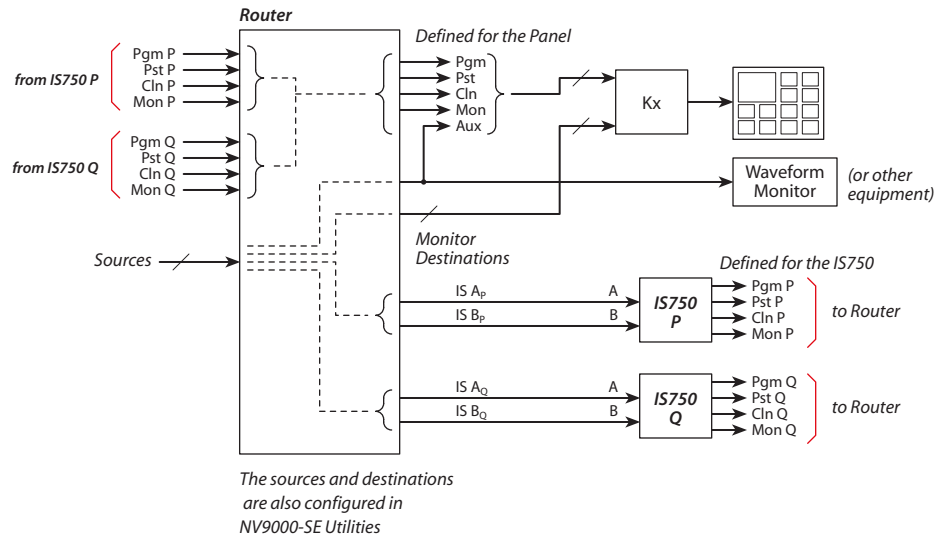 Router
from IS750 P
Pgm P
Pst P
Cln P
Mon P
from IS750 Q
Pgm Q
Pst Q
Cln Q
Mon Q
Sources
Defined for the Panel
Pgm
Pst
Cln
Mon
Aux
Kx
Waveform
Monitor
(or other
equipment)
Monitor
Destinations
Defined for the IS750
IS AP
A
IS BP
B
IS750
P
Pgm P
Pst P
Cln P
Mon P
to Router
IS AQ
A
IS BQ
B
IS750
Q
Pgm Q
Pst Q
Cln Q
Mon Q
to Router
The sources and destinations
are also configured in
NV9000-SE Utilities